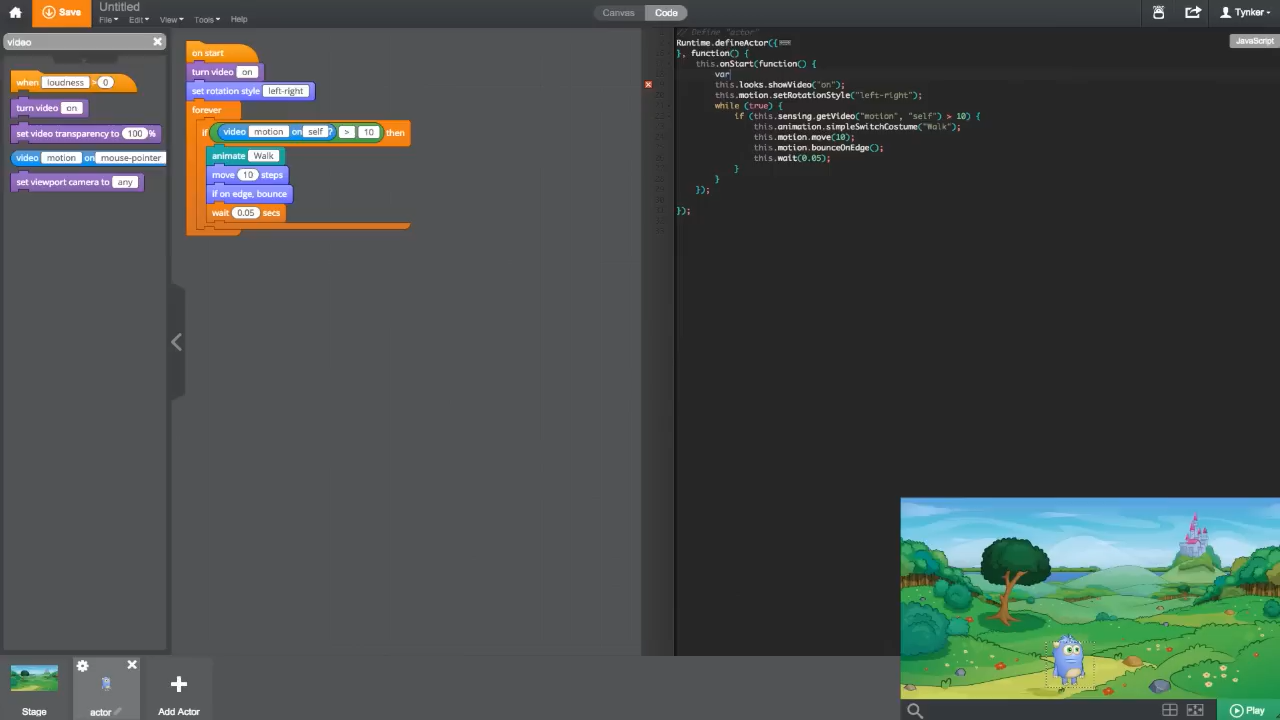 Save
Untitled
File Edit View Tools Help
Canvas Code
Tynker
video
when loudness > 0
turn video on
set video transparency to 100 %
video motion on mouse-pointer
set viewport camera to any
on start
turn video on
set rotation style left-right
forever
if video motion on self ? > 10 then
animate Walk
move 10 steps
if on edge, bounce
wait 0.05 secs
// Define "actor"
Runtime.defineActor({
}, function() {
this.onStart(function() {
var
this.looks.showVideo("on");
this.motion.setRotationStyle("left-right");
while (true) {
if (this.sensing.getVideo("motion", "self") > 10) {
this.animation.simpleSwitchCostume("Walk");
this.motion.move(10);
this.motion.bounceOnEdge();
this.wait(0.05);
}
}
});
});
JavaScript
Stage
actor
Add Actor
Play